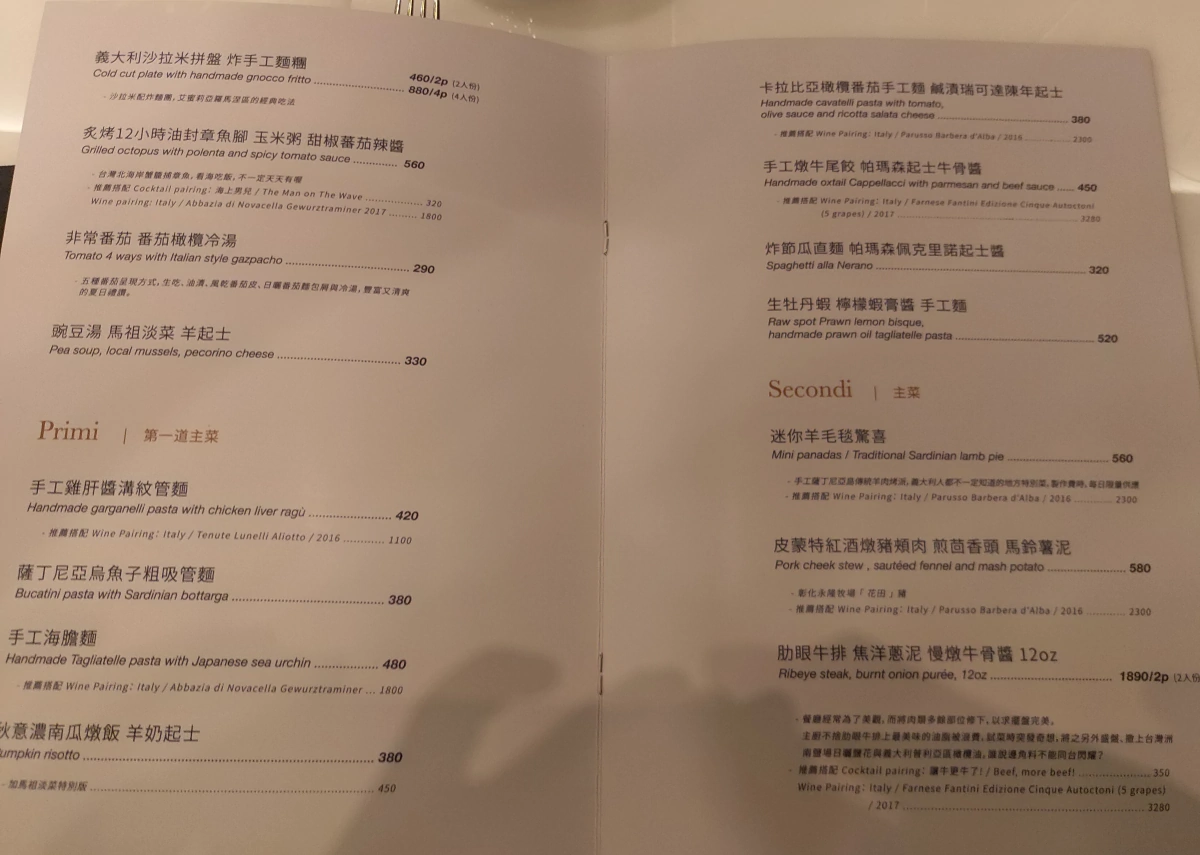 義大利沙拉米拼盤 炸手工麵糰
Cold cut plate with handmade gnocco fritto ........ 460/2p (2人份)
880/4p (4人份)
- 沙拉米配炸麵團，艾蜜莉亞羅馬涅區的經典吃法
炙烤12小時油封章魚腳 玉米粥 甜椒蕃茄辣醬
Grilled octopus with polenta and spicy tomato sauce ........ 560
- 台灣北海岸蟹籠捕章魚，看海吃飯，不一定天天有喔
- 推薦搭配 Cocktail pairing: 海上男兒 / The Man on The Wave ........ 320
Wine pairing: Italy / Abbazia di Novacella Gewurztraminer 2017 ........ 1800
非常番茄 番茄橄欖冷湯
Tomato 4 ways with Italian style gazpacho ........ 290
- 五種番茄呈現方式，生吃、油漬、風乾番茄皮、日曬番茄麵包屑與冷湯，豐富又清爽
的夏日禮讚。
豌豆湯 馬祖淡菜 羊起士
Pea soup, local mussels, pecorino cheese ........ 330
Primi | 第一道主菜
手工雞肝醬溝紋管麵
Handmade garganelli pasta with chicken liver ragù ........ 420
- 推薦搭配 Wine Pairing: Italy / Tenute Lunelli Aliotto / 2016 ........ 1100
薩丁尼亞烏魚子粗吸管麵
Bucatini pasta with Sardinian bottarga ........ 380
手工海膽麵
Handmade Tagliatelle pasta with Japanese sea urchin ........ 480
- 推薦搭配 Wine Pairing: Italy / Abbazia di Novacella Gewurztraminer ... 1800
秋意濃南瓜燉飯 羊奶起士
umpkin risotto ........ 380
- 加馬祖淡菜特別版 ........ 450
卡拉比亞橄欖番茄手工麵 鹹漬瑞可達陳年起士
Handmade cavatelli pasta with tomato,
olive sauce and ricotta salata cheese ........ 380
- 推薦搭配 Wine Pairing: Italy / Parusso Barbera d'Alba / 2016 ........ 2300
手工燉牛尾餃 帕瑪森起士牛骨醬
Handmade oxtail Cappellacci with parmesan and beef sauce ...... 450
- 推薦搭配 Wine Pairing: Italy / Farnese Fantini Edizione Cinque Autoctoni
(5 grapes) / 2017 ........ 3280
炸節瓜直麵 帕瑪森佩克里諾起士醬
Spaghetti alla Nerano ........ 320
生牡丹蝦 檸檬蝦膏醬 手工麵
Raw spot Prawn lemon bisque,
handmade prawn oil tagliatelle pasta ........ 520
Secondi | 主菜
迷你羊毛毯驚喜
Mini panadas / Traditional Sardinian lamb pie ........ 560
- 手工薩丁尼亞島傳統羊肉烤派，義大利人都不一定知道的地方特別菜，製作費時，每日限量供應
- 推薦搭配 Wine Pairing: Italy / Parusso Barbera d'Alba / 2016 ........ 2300
皮蒙特紅酒燉豬頰肉 煎茴香頭 馬鈴薯泥
Pork cheek stew , sautéed fennel and mash potato ........ 580
- 彰化永隆牧場「花田」豬
- 推薦搭配 Wine Pairing: Italy / Parusso Barbera d'Alba / 2016 ........ 2300
肋眼牛排 焦洋蔥泥 慢燉牛骨醬 12oz
Ribeye steak, burnt onion purée, 12oz ........ 1890/2p (2人份
- 餐廳經常為了美觀，而將肉類多餘部位修下，以求擺盤完美。
主廚不捨肋眼牛排上最美味的油脂被浪費，試菜時突發奇想，將之另外盛盤、撒上台灣洲
南鹽場日曬鹽花與義大利普利亞區橄欖油，誰說邊角料不能同台閃耀？
- 推薦搭配 Cocktail pairing: 讓牛更牛了! / Beef, more beef! ........ 350
Wine Pairing: Italy / Farnese Fantini Edizione Cinque Autoctoni (5 grapes)
/ 2017 ........ 3280